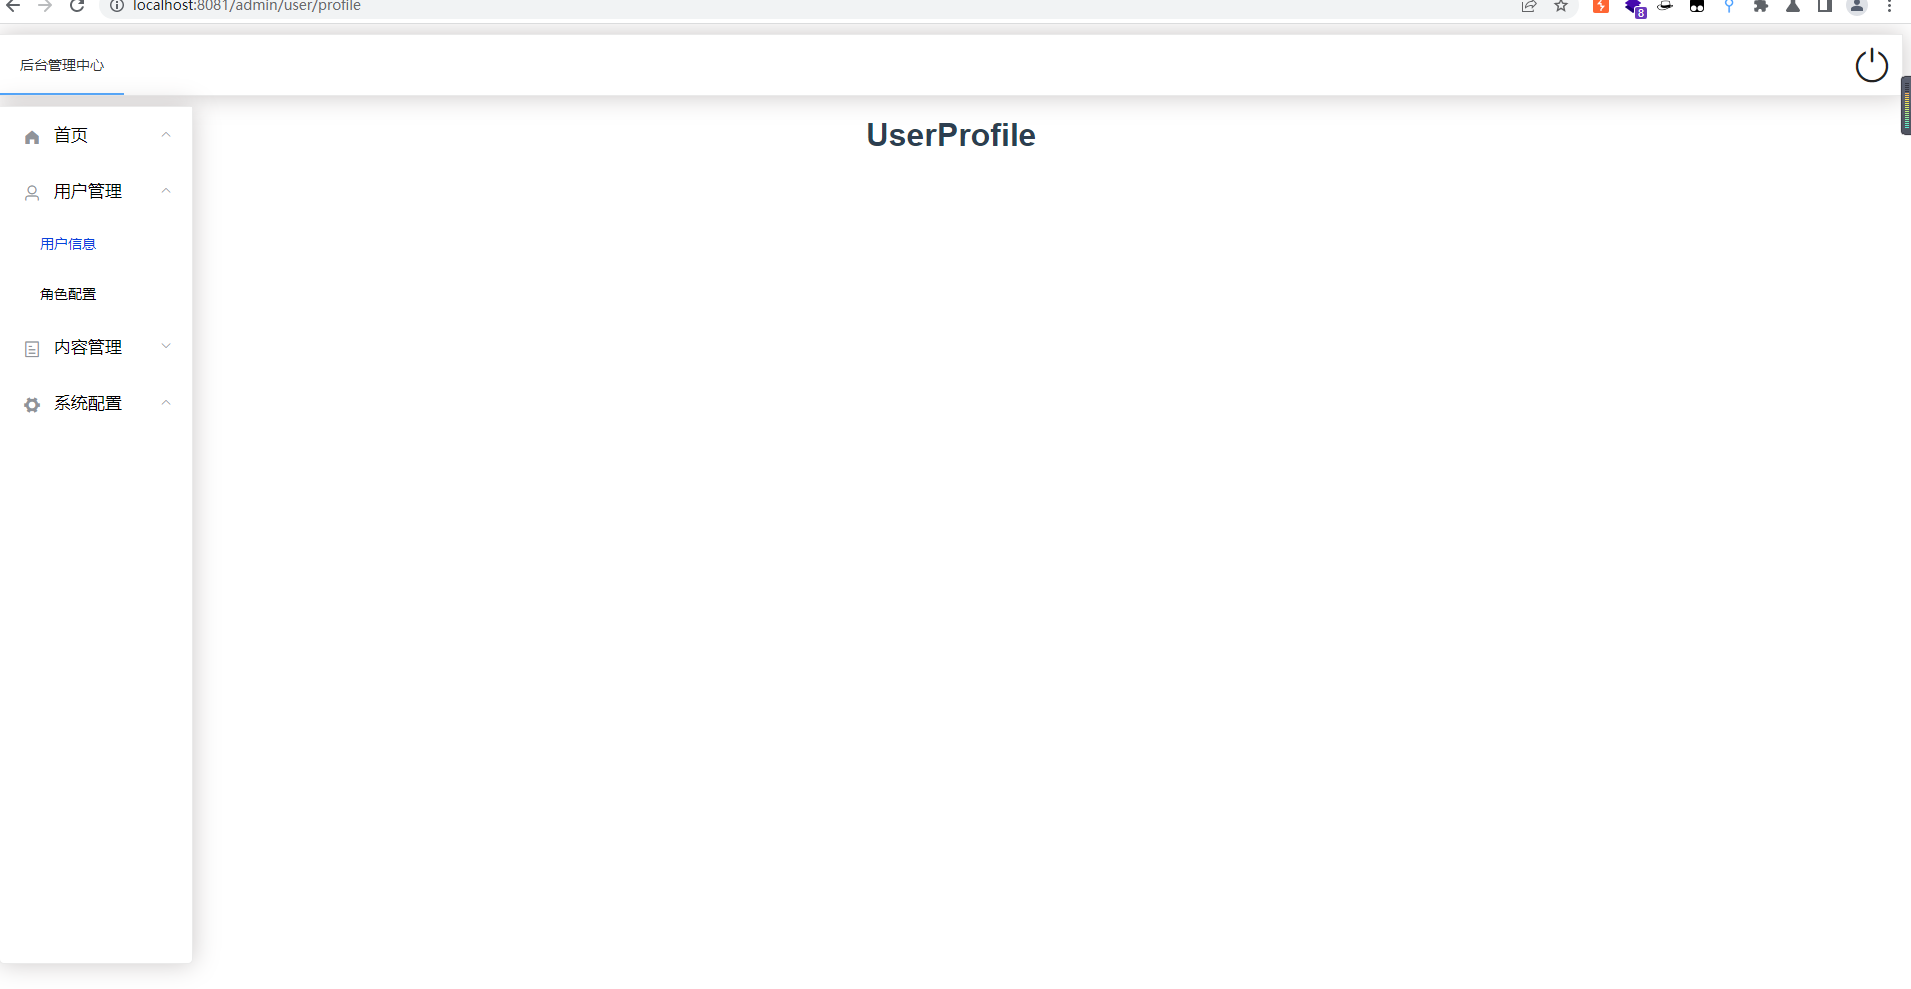 localhost:8081/admin/user/profile
8
后台管理中心
首页
UserProfile
用户管理
用户信息
角色配置
内容管理
系统配置